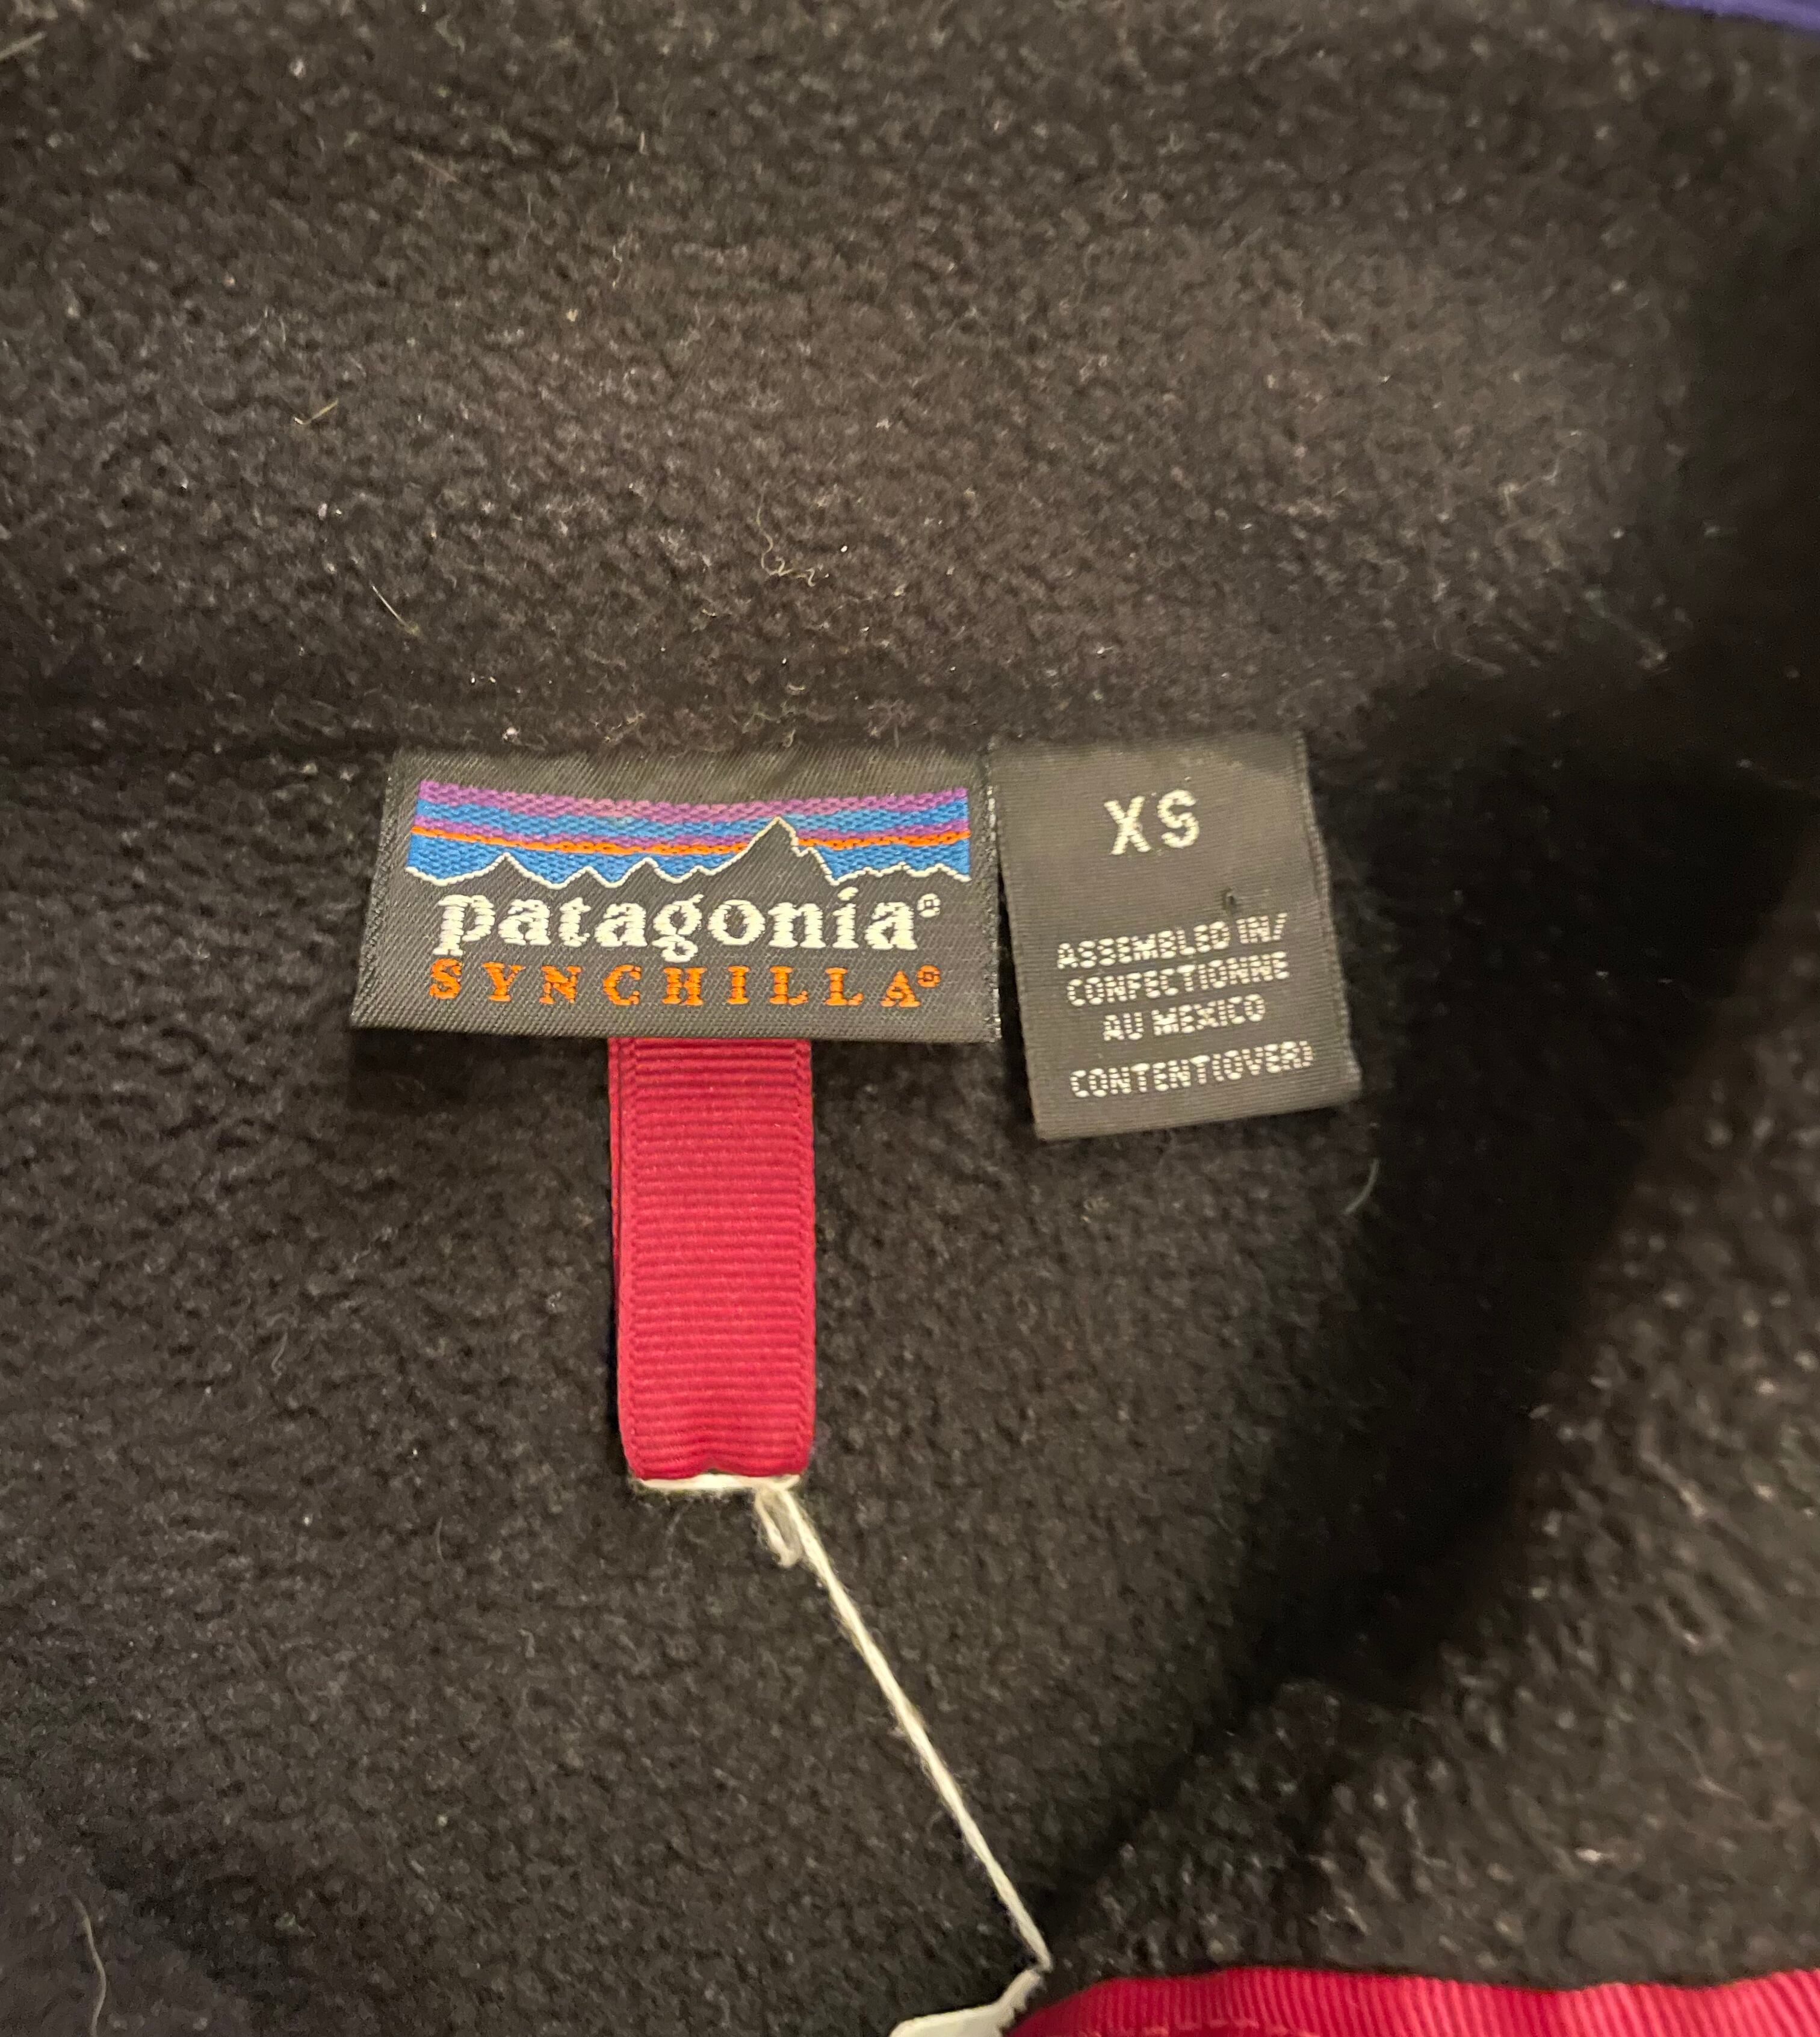 patagonia®
SYNCHILLA®
XS
ASSEMBLED IN/
CONFECTIONNE
AU MEXICO
CONTENT(OVER)